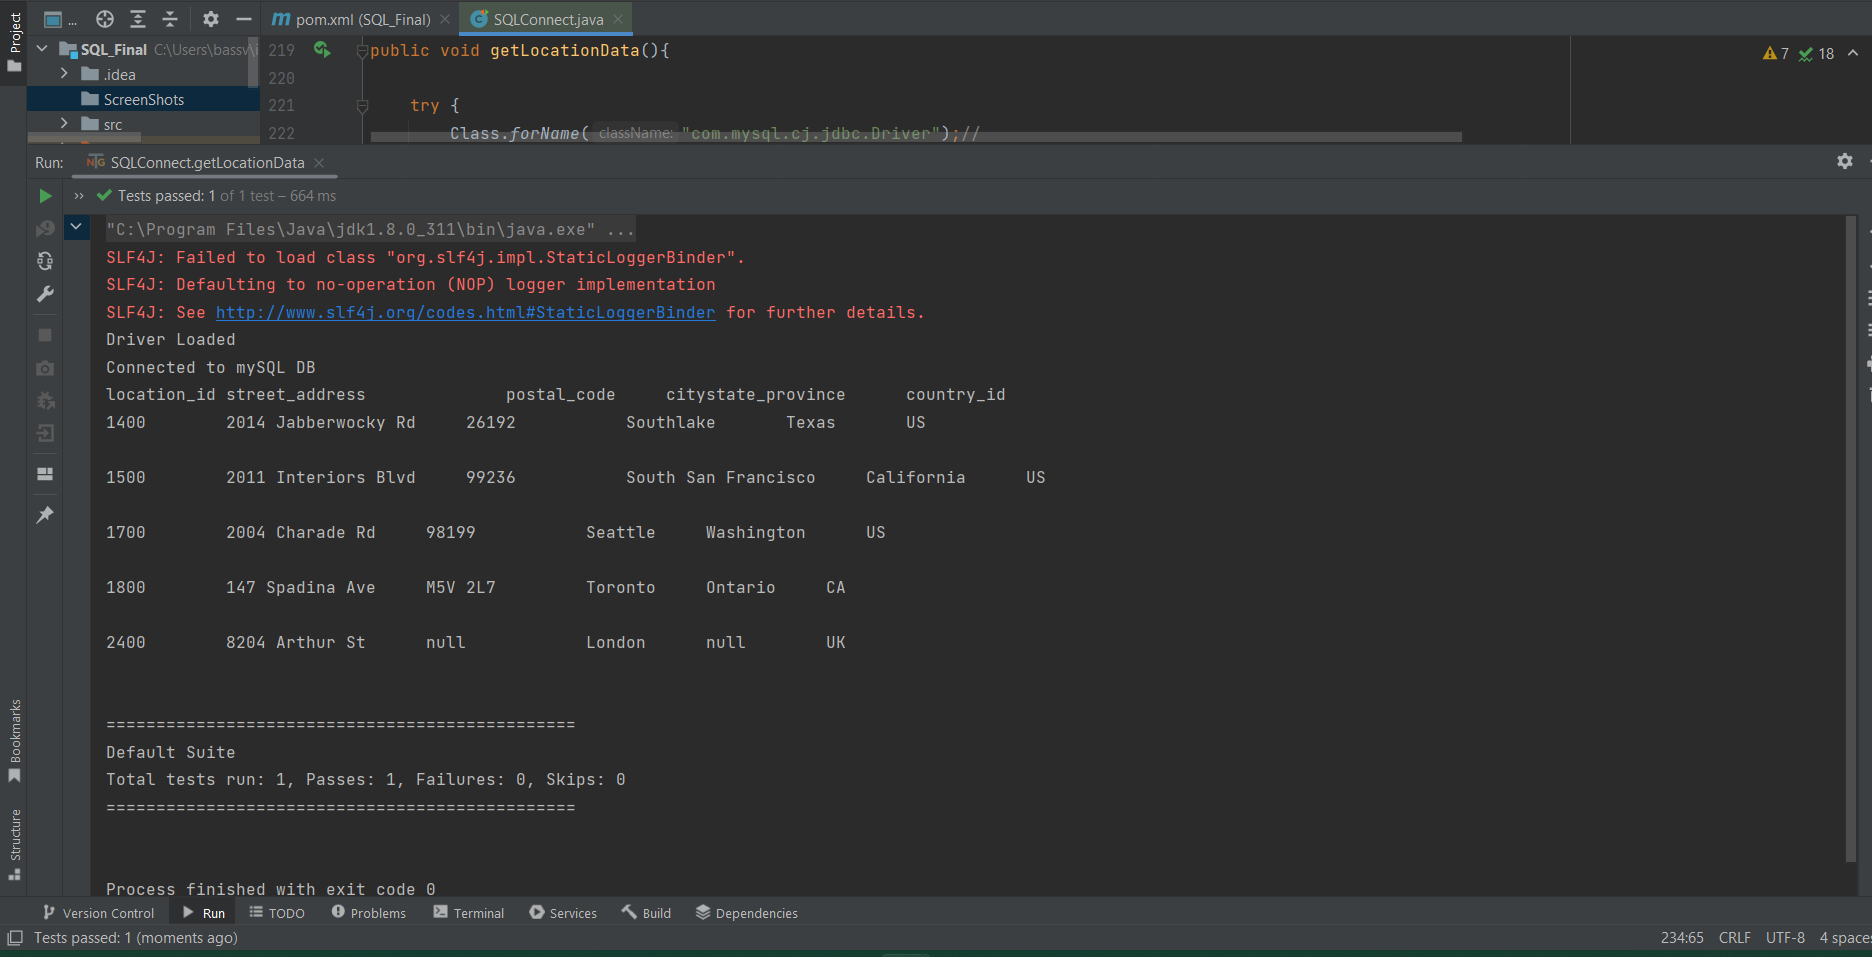 Project
...
m pom.xml (SQL_Final)
SQLConnect.java
SQL_Final C:\Users\bassv\i
.idea
ScreenShots
src
219 public void getLocationData(){
220
221 try {
222 Class.forName( className: "com.mysql.cj.jdbc.Driver");//
7 18
Run: NG SQLConnect.getLocationData
Tests passed: 1 of 1 test – 664 ms
"C:\Program Files\Java\jdk1.8.0_311\bin\java.exe" ...
SLF4J: Failed to load class "org.slf4j.impl.StaticLoggerBinder".
SLF4J: Defaulting to no-operation (NOP) logger implementation
SLF4J: See http://www.slf4j.org/codes.html#StaticLoggerBinder for further details.
Driver Loaded
Connected to mySQL DB
location_id street_address postal_code citystate_province country_id
1400 2014 Jabberwocky Rd 26192 Southlake Texas US
1500 2011 Interiors Blvd 99236 South San Francisco California US
1700 2004 Charade Rd 98199 Seattle Washington US
1800 147 Spadina Ave M5V 2L7 Toronto Ontario CA
2400 8204 Arthur St null London null UK
===============================================
Default Suite
Total tests run: 1, Passes: 1, Failures: 0, Skips: 0
===============================================
Process finished with exit code 0
Bookmarks
Structure
Version Control Run TODO Problems Terminal Services Build Dependencies
Tests passed: 1 (moments ago)
234:65 CRLF UTF-8 4 spaces